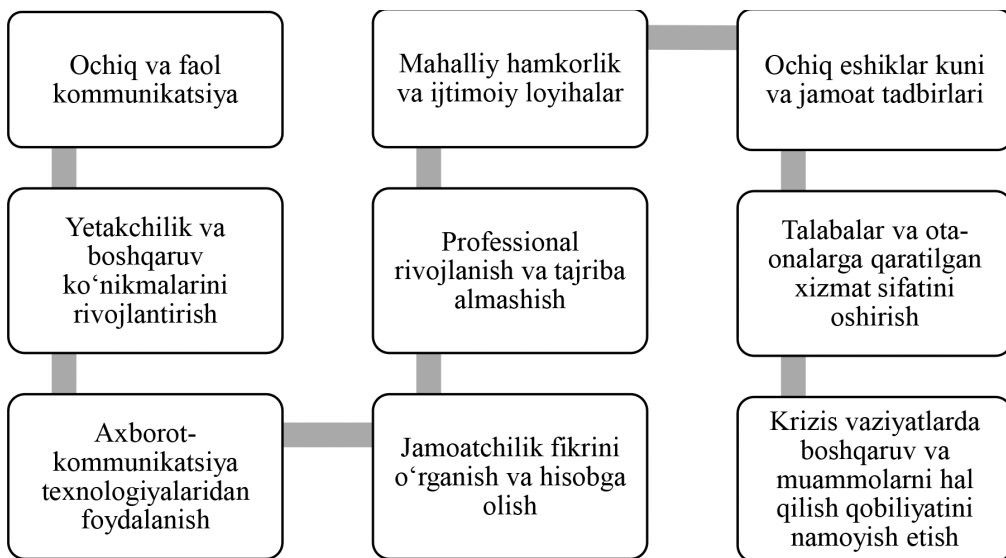 Ochiq va faol
kommunikatsiya
Yetakchilik va
boshqaruv
ko‘nikmalarini
rivojlantirish
Axborot-
kommunikatsiya
texnologiyalaridan
foydalanish
Jamoatchilik fikrini
o‘rganish va hisobga
olish
Professional
rivojlanish va tajriba
almashish
Mahalliy hamkorlik
va ijtimoiy loyihalar
Ochiq eshiklar kuni
va jamoat tadbirlari
Talabalar va ota-
onalarga qaratilgan
xizmat sifatini
oshirish
Krizis vaziyatlarda
boshqaruv va
muammolarni hal
qilish qobiliyatini
namoyish etish